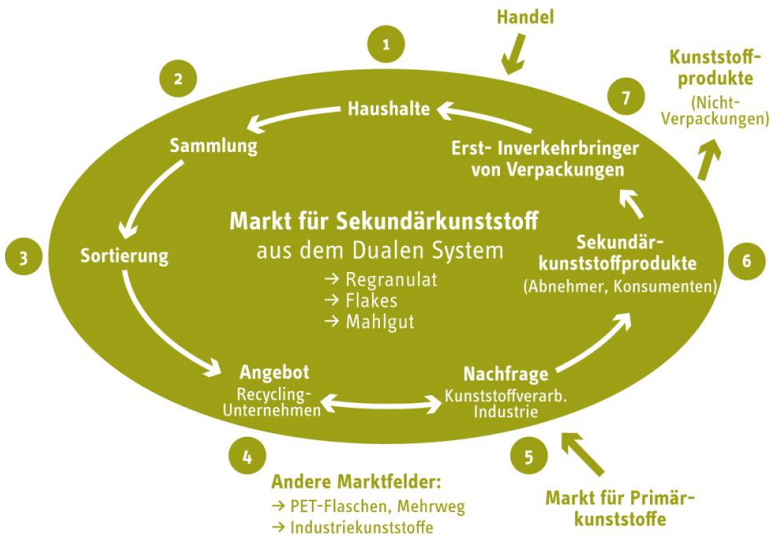 Handel
1
Kunststoff-
produkte
(Nicht-
Verpackungen)
2
7
Haushalte
Sammlung
Erst- Inverkehrbringer
von Verpackungen
Markt für Sekundärkunststoff
aus dem Dualen System
→ Regranulat
→ Flakes
→ Mahlgut
3
Sortierung
Sekundär-
kunststoffprodukte
(Abnehmer, Konsumenten)
6
Angebot
Recycling-
Unternehmen
Nachfrage
Kunststoffverarb.
Industrie
4
5
Andere Marktfelder:
→ PET-Flaschen, Mehrweg
→ Industriekunststoffe
Markt für Primär-
kunststoffe